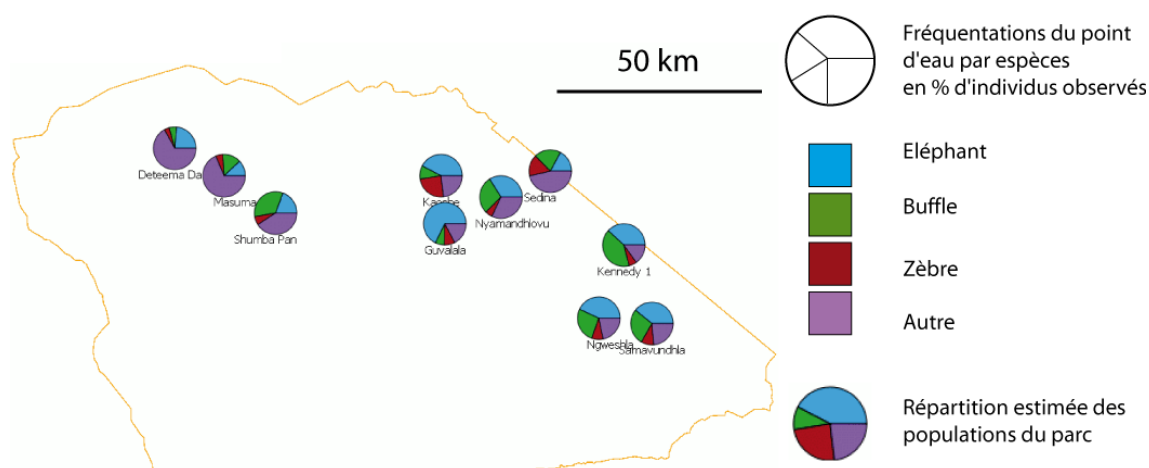 50 km
Fréquentations du point
d'eau par espèces
en % d'individus observés
Eléphant
Buffle
Zèbre
Autre
Répartition estimée des
populations du parc
Deteema Da
Masuma
Shumba Pan
Sedina
Nyamandhlovu
Guvalala
Kennedy 1
Ngweshla
Samavundhla